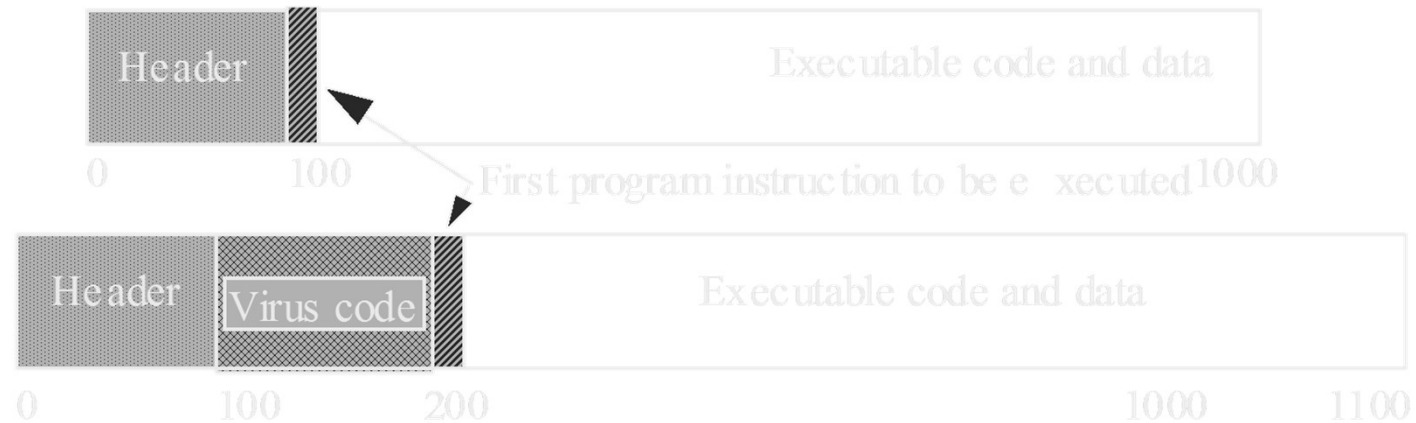 Header Executable code and data
0 100 1000
First program instruction to be e xecuted
Header Virus code Executable code and data
0 100 200 1000 1100